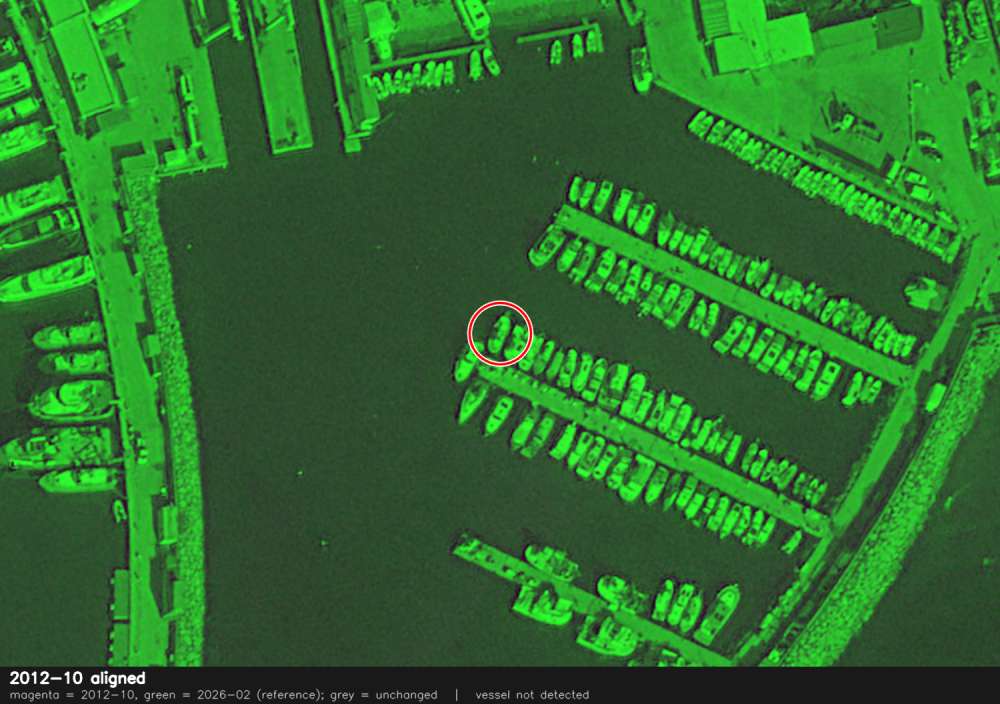 2012-10 aligned
magenta = 2012-10, green = 2026-02 (reference); grey = unchanged | vessel not detected